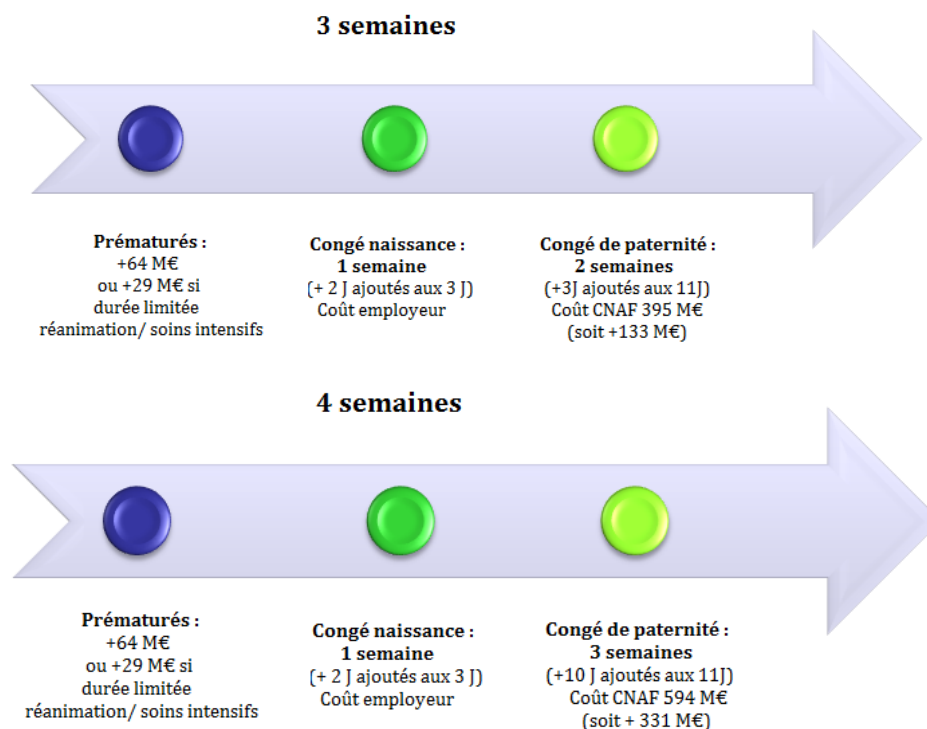 3 semaines
Prématurés :
+64 M€
ou +29 M€ si
durée limitée
réanimation/ soins intensifs
Congé naissance :
1 semaine
(+ 2 J ajoutés aux 3 J)
Coût employeur
Congé de paternité :
2 semaines
(+3J ajoutés aux 11J)
Coût CNAF 395 M€
(soit +133 M€)
4 semaines
Prématurés :
+64 M€
ou +29 M€ si
durée limitée
réanimation/ soins intensifs
Congé naissance :
1 semaine
(+ 2 J ajoutés aux 3 J)
Coût employeur
Congé de paternité :
3 semaines
(+10 J ajoutés aux 11J)
Coût CNAF 594 M€
(soit + 331 M€)